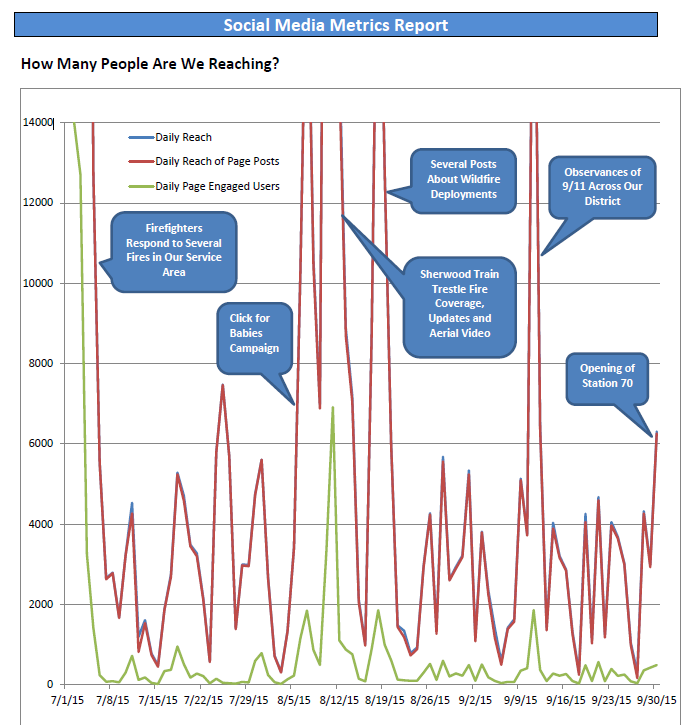 Social Media Metrics Report
How Many People Are We Reaching?
14000
12000
10000
8000
6000
4000
2000
0
Daily Reach
Daily Reach of Page Posts
Daily Page Engaged Users
Firefighters
Respond to Several
Fires in Our Service
Area
Click for
Babies
Campaign
Several Posts
About Wildfire
Deployments
Sherwood Train
Trestle Fire
Coverage,
Updates and
Aerial Video
Observances of
9/11 Across Our
District
Opening of
Station 70
7/1/15 7/8/15 7/15/15 7/22/15 7/29/15 8/5/15 8/12/15 8/19/15 8/26/15 9/2/15 9/9/15 9/16/15 9/23/15 9/30/15